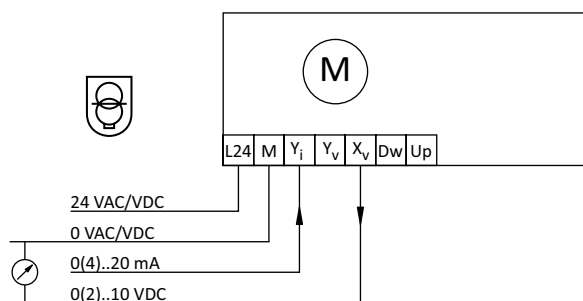 M
L24 M Yi Yv Xv Dw Up
24 VAC/VDC
0 VAC/VDC
0(4)..20 mA
0(2)..10 VDC